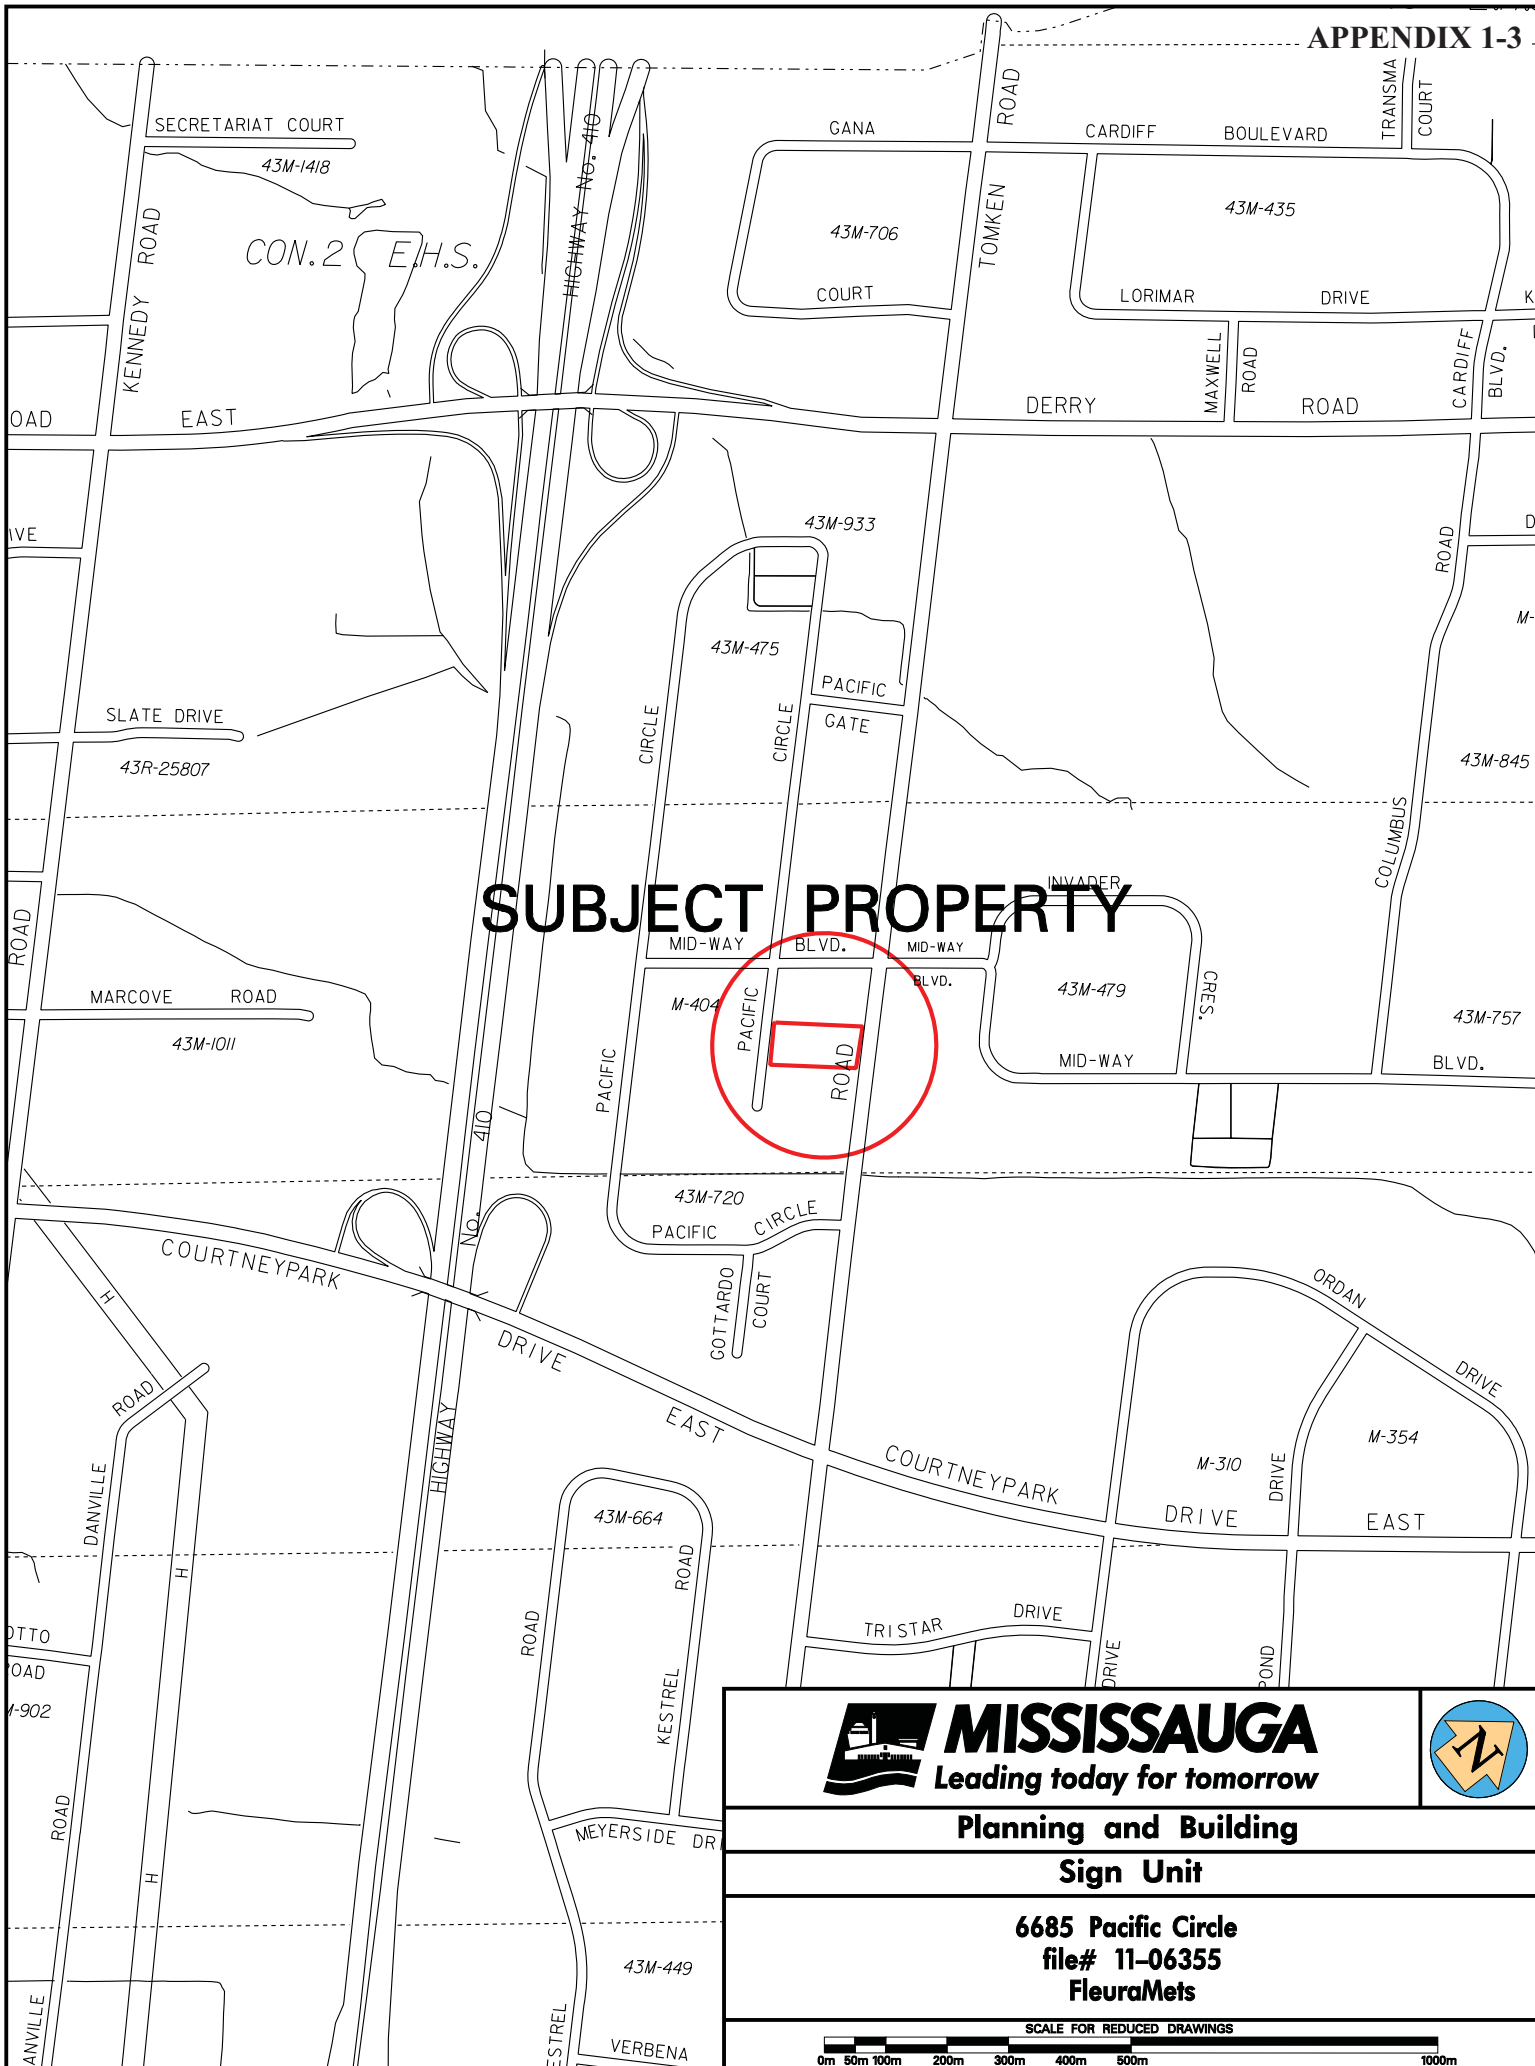 APPENDIX 1-3
SECRETARIAT COURT
43M-1418
KENNEDY ROAD
CON. 2 E.H.S.
HIGHWAY No. 410
GANA
COURT
43M-706
TOMKEN
ROAD
CARDIFF BOULEVARD
TRANSMA
COURT
43M-435
LORIMAR DRIVE
MAXWELL
ROAD
CARDIFF
BLVD.
OAD
EAST
DERRY ROAD
IVE
43M-933
43M-475
PACIFIC
GATE
CIRCLE
CIRCLE
ROAD
COLUMBUS
M-
43M-845
SLATE DRIVE
43R-25807
SUBJECT PROPERTY
INVADER
CRES.
MID-WAY BLVD.
MID-WAY
BLVD.
ROAD
MARCOVE ROAD
43M-1011
M-404
PACIFIC
PACIFIC
ROAD
43M-479
43M-757
MID-WAY BLVD.
43M-720
PACIFIC CIRCLE
GOTTARDO
COURT
HIGHWAY No. 410
COURTNEYPARK DRIVE EAST
H
ROAD
DANVILLE
H
COURTNEYPARK DRIVE EAST
ORDAN DRIVE
DRIVE
M-310
M-354
43M-664
ROAD
KESTREL
ROAD
TRISTAR DRIVE
DRIVE
POND
OTTO
OAD
-902
ROAD
H
MEYERSIDE DRI
43M-449
ANVILLE
ESTREL
VERBENA
MISSISSAUGA
Leading today for tomorrow
N
Planning and Building
Sign Unit
6685 Pacific Circle
file# 11-06355
FleuraMets
SCALE FOR REDUCED DRAWINGS
0m 50m 100m 200m 300m 400m 500m 1000m